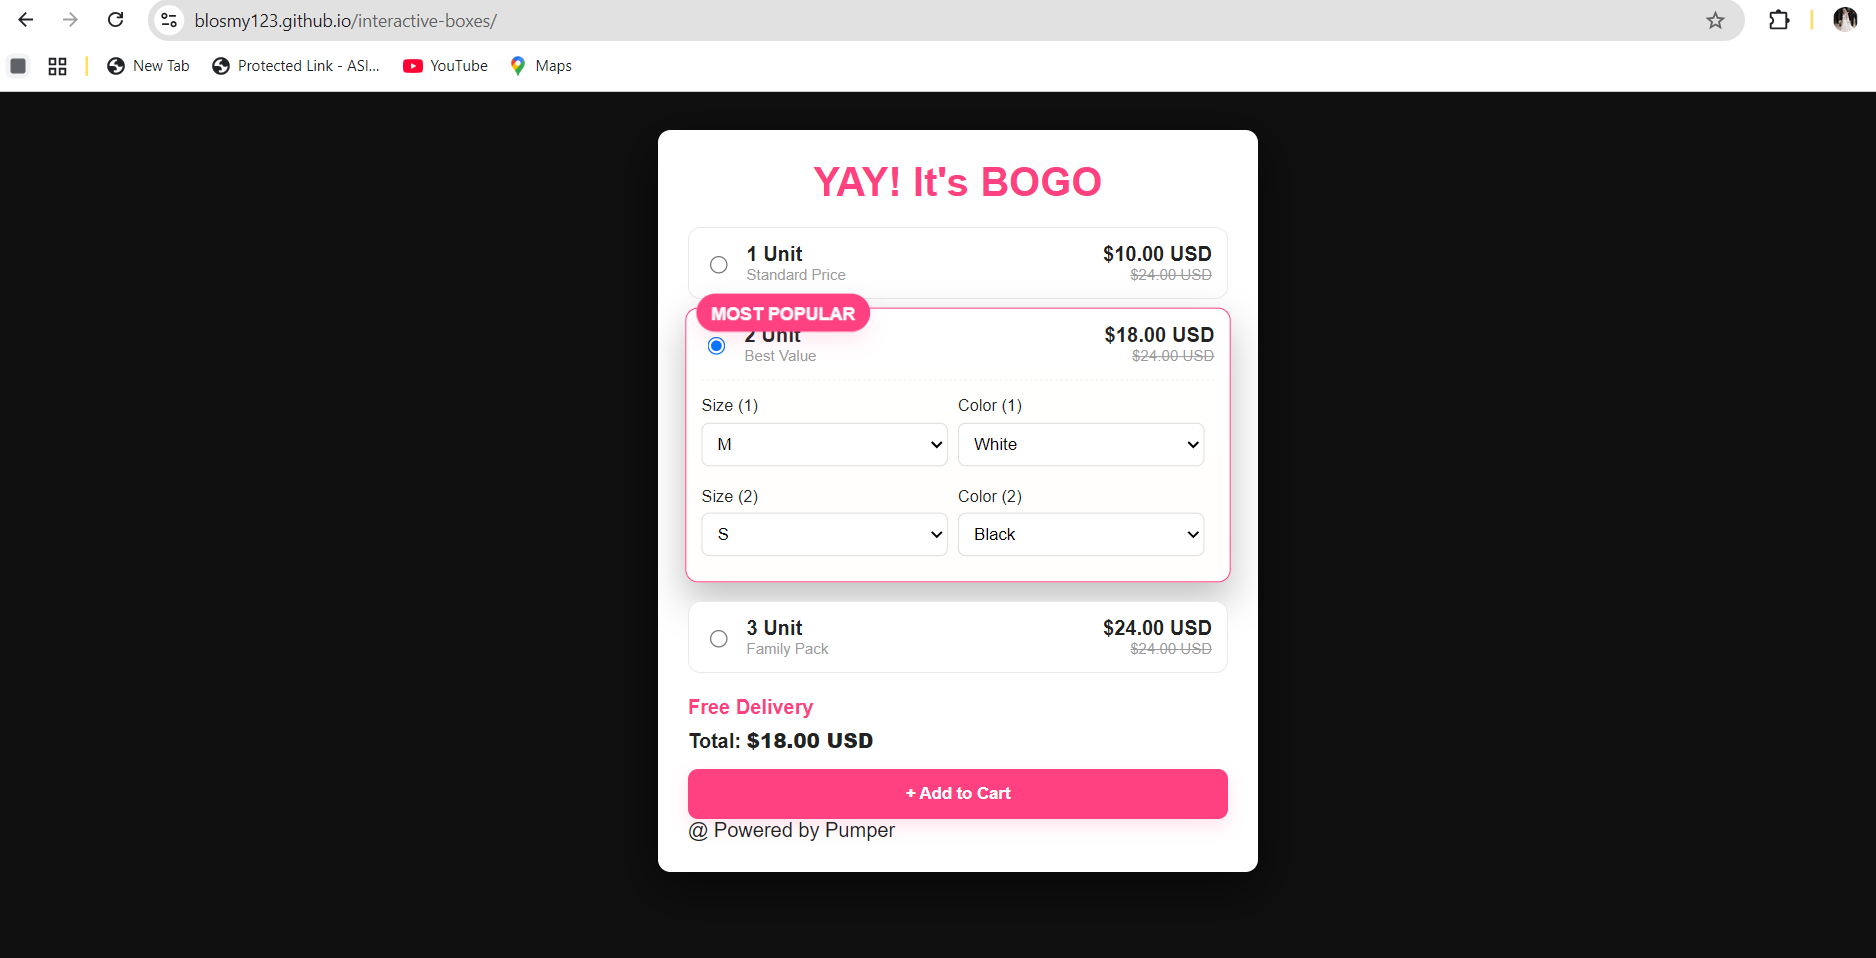 blosmy123.github.io/interactive-boxes/
New Tab Protected Link - ASI... YouTube Maps
YAY! It's BOGO
1 Unit $10.00 USD
Standard Price $24.00 USD
MOST POPULAR
2 Unit $18.00 USD
Best Value $24.00 USD
Size (1) Color (1)
M White
Size (2) Color (2)
S Black
3 Unit $24.00 USD
Family Pack $24.00 USD
Free Delivery
Total: $18.00 USD
+ Add to Cart
@ Powered by Pumper